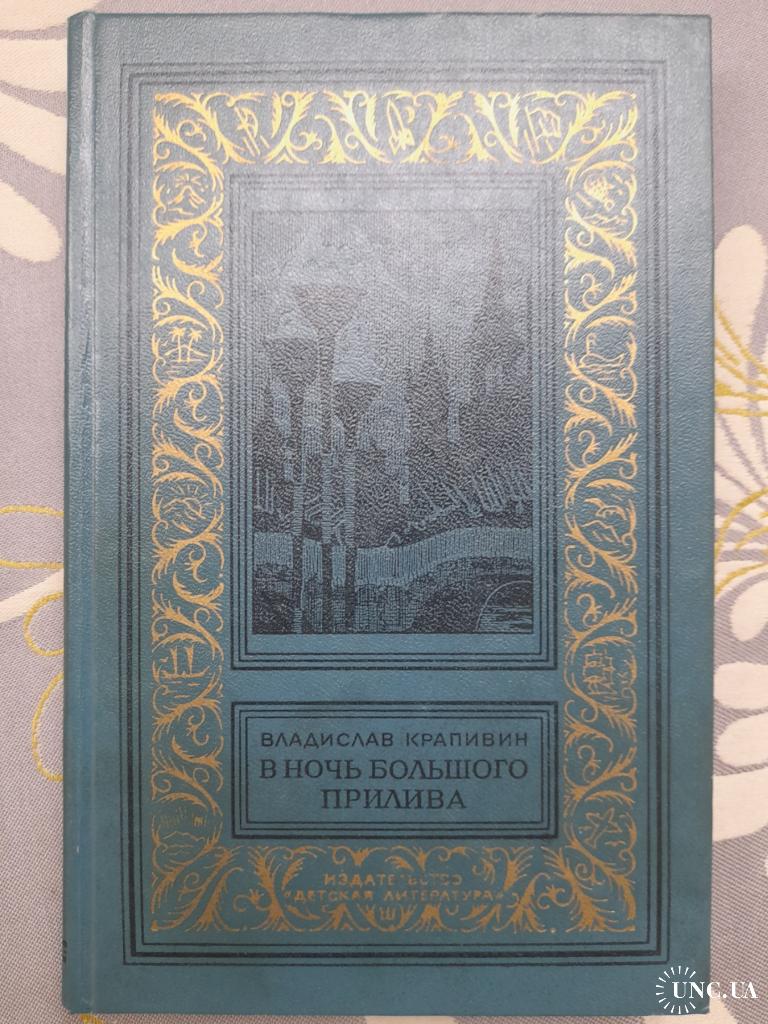 ВЛАДИСЛАВ КРАПИВИН
В НОЧЬ БОЛЬШОГО
ПРИЛИВА
ИЗДАТЕЛЬСТВО
«ДЕТСКАЯ ЛИТЕРАТУРА»
UNC.UA